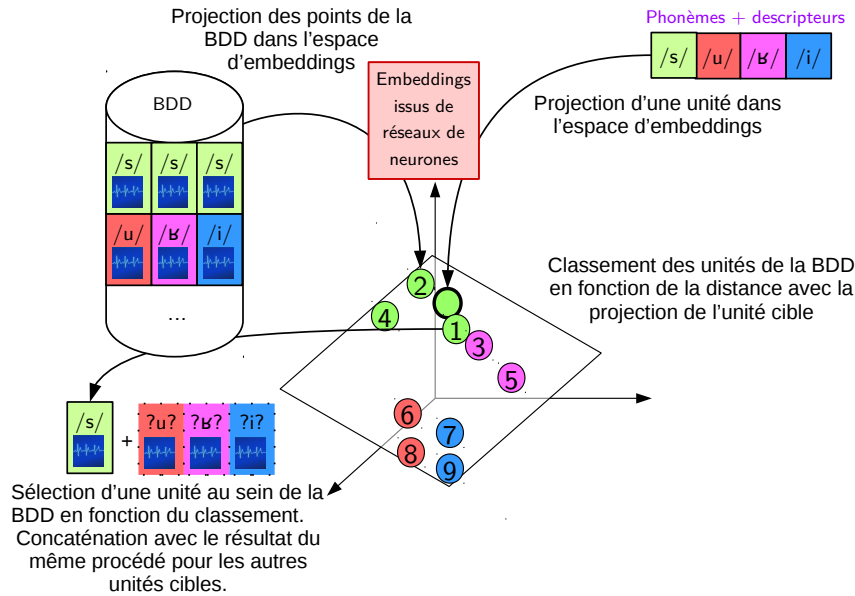 Projection des points de la
BDD dans l'espace
d'embeddings
Phonèmes + descripteurs
/s/ /u/ /ʁ/ /i/
Embeddings
issus de
réseaux de
neurones
Projection d'une unité dans
l'espace d'embeddings
BDD
/s/ /s/ /s/
/u/ /ʁ/ /i/
...
Classement des unités de la BDD
en fonction de la distance avec la
projection de l'unité cible
2
4
1
3
5
6
7
8
9
/s/ + ?u? ?ʁ? ?i?
Sélection d'une unité au sein de la
BDD en fonction du classement.
Concaténation avec le résultat du
même procédé pour les autres
unités cibles.